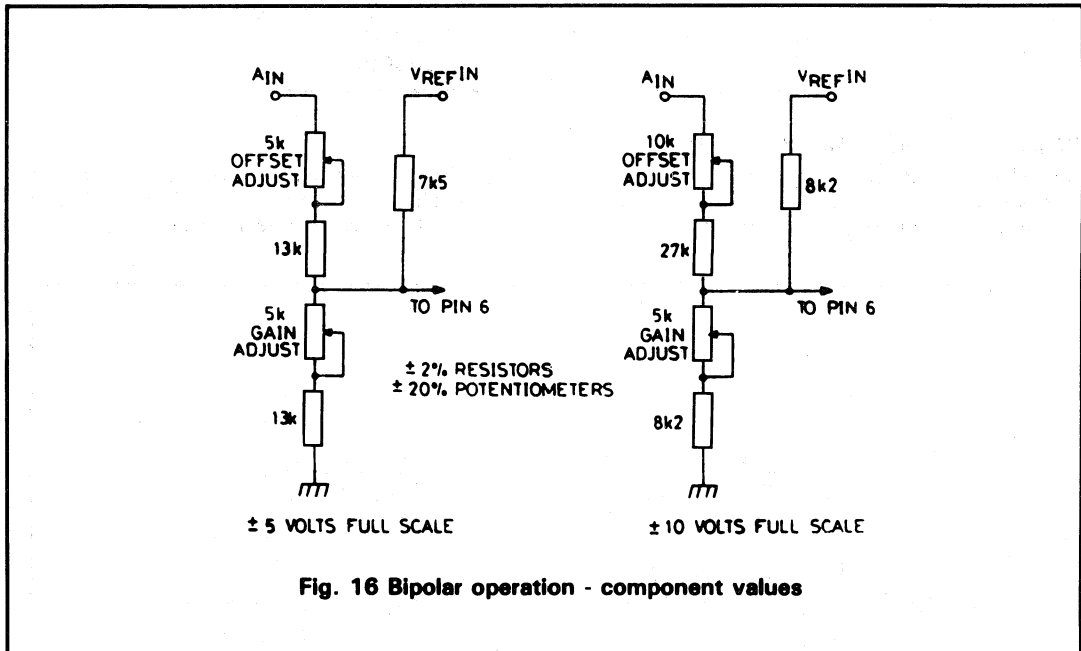 AIN
VREFIN
5k
OFFSET
ADJUST
7k5
13k
TO PIN 6
5k
GAIN
ADJUST
± 2% RESISTORS
± 20% POTENTIOMETERS
13k
± 5 VOLTS FULL SCALE
AIN
VREFIN
10k
OFFSET
ADJUST
8k2
27k
TO PIN 6
5k
GAIN
ADJUST
8k2
± 10 VOLTS FULL SCALE
Fig. 16 Bipolar operation - component values